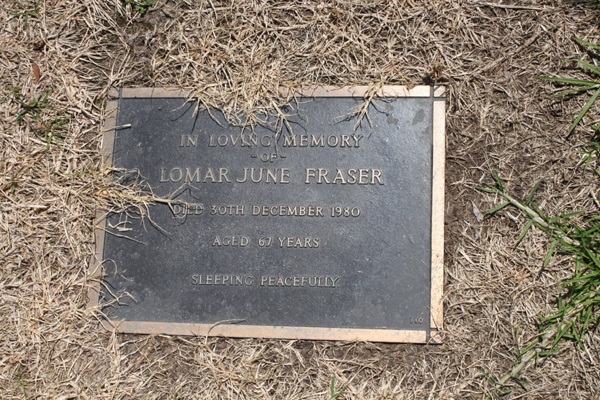 IN LOVING MEMORY
- OF -
LOMAR JUNE FRASER
DIED 30TH DECEMBER 1980
AGED 67 YEARS
SLEEPING PEACEFULLY